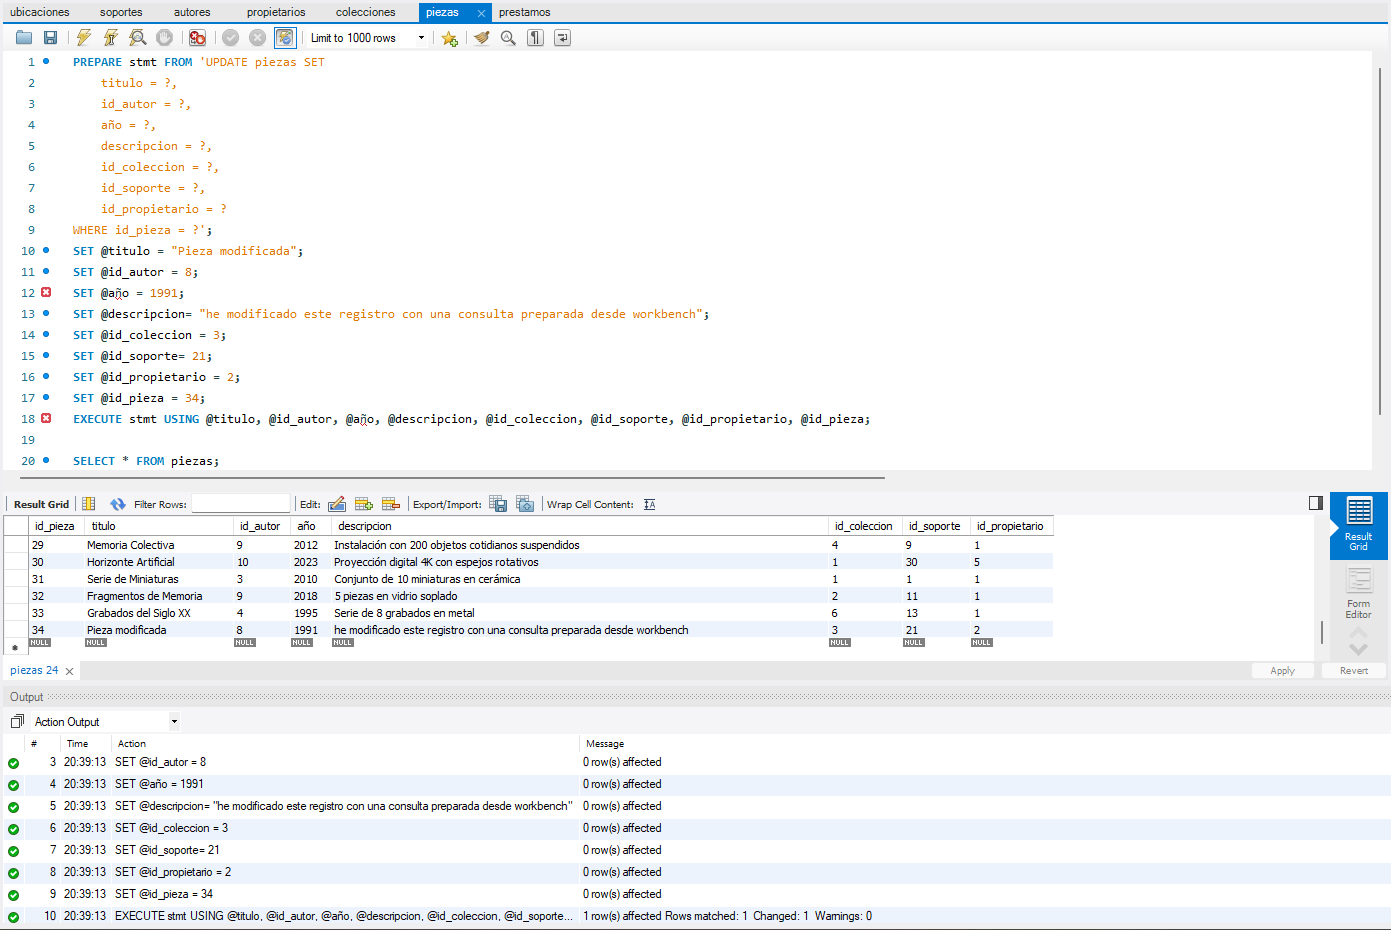 ubicaciones soportes autores propietarios colecciones piezas prestamos
Limit to 1000 rows
1 PREPARE stmt FROM 'UPDATE piezas SET
2 titulo = ?,
3 id_autor = ?,
4 año = ?,
5 descripcion = ?,
6 id_coleccion = ?,
7 id_soporte = ?,
8 id_propietario = ?
9 WHERE id_pieza = ?';
10 SET @titulo = "Pieza modificada";
11 SET @id_autor = 8;
12 SET @año = 1991;
13 SET @descripcion= "he modificado este registro con una consulta preparada desde workbench";
14 SET @id_coleccion = 3;
15 SET @id_soporte= 21;
16 SET @id_propietario = 2;
17 SET @id_pieza = 34;
18 EXECUTE stmt USING @titulo, @id_autor, @año, @descripcion, @id_coleccion, @id_soporte, @id_propietario, @id_pieza;
19
20 SELECT * FROM piezas;
Result Grid Filter Rows: Edit: Export/Import: Wrap Cell Content:
id_pieza titulo id_autor año descripcion id_coleccion id_soporte id_propietario
29 Memoria Colectiva 9 2012 Instalación con 200 objetos cotidianos suspendidos 4 9 1
30 Horizonte Artificial 10 2023 Proyección digital 4K con espejos rotativos 1 30 5
31 Serie de Miniaturas 3 2010 Conjunto de 10 miniaturas en cerámica 1 1 1
32 Fragmentos de Memoria 9 2018 5 piezas en vidrio soplado 2 11 1
33 Grabados del Siglo XX 4 1995 Serie de 8 grabados en metal 6 13 1
34 Pieza modificada 8 1991 he modificado este registro con una consulta preparada desde workbench 3 21 2
NULL NULL NULL NULL NULL NULL NULL NULL
Result
Grid
Form
Editor
piezas 24 Apply Revert
Output
Action Output
# Time Action Message
3 20:39:13 SET @id_autor = 8 0 row(s) affected
4 20:39:13 SET @año = 1991 0 row(s) affected
5 20:39:13 SET @descripcion= "he modificado este registro con una consulta preparada desde workbench" 0 row(s) affected
6 20:39:13 SET @id_coleccion = 3 0 row(s) affected
7 20:39:13 SET @id_soporte= 21 0 row(s) affected
8 20:39:13 SET @id_propietario = 2 0 row(s) affected
9 20:39:13 SET @id_pieza = 34 0 row(s) affected
10 20:39:13 EXECUTE stmt USING @titulo, @id_autor, @año, @descripcion, @id_coleccion, @id_soporte... 1 row(s) affected Rows matched: 1 Changed: 1 Warnings: 0